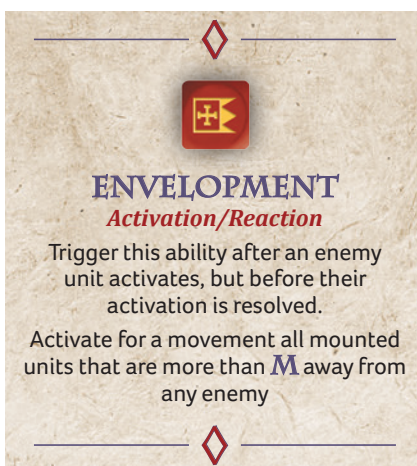 ENVELOPMENT
Activation/Reaction
Trigger this ability after an enemy
unit activates, but before their
activation is resolved.
Activate for a movement all mounted
units that are more than M away from
any enemy